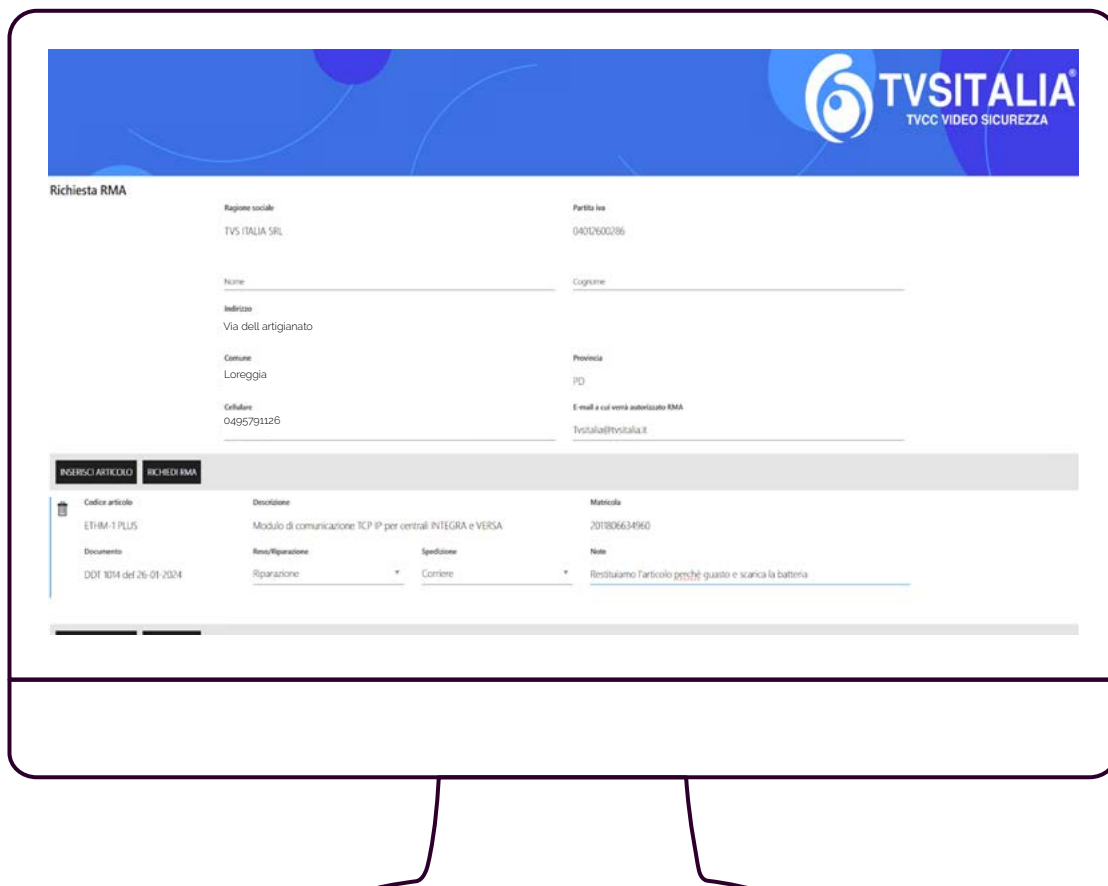 TVSITALIA®
TVCC VIDEO SICUREZZA
Richiesta RMA
Ragione sociale Partita iva
TVS ITALIA SRL 04012600286
Nome Cognome
Indirizzo
Via dell artigianato
Comune Provincia
Loreggia PD
Cellulare E-mail a cui verrà autorizzato RMA
0495791126 Tvsitalia@tvsitalia.it
INSERISCI ARTICOLO RICHIEDI RMA
Codice articolo Descrizione Matricola
ETHM-1 PLUS Modulo di comunicazione TCP IP per centrali INTEGRA e VERSA 2011806634960
Documento Reso/Riparazione Spedizione Note
DDT 1014 del 26-01-2024 Riparazione Corriere Restituiamo l'articolo perchè guasto e scarica la batteria